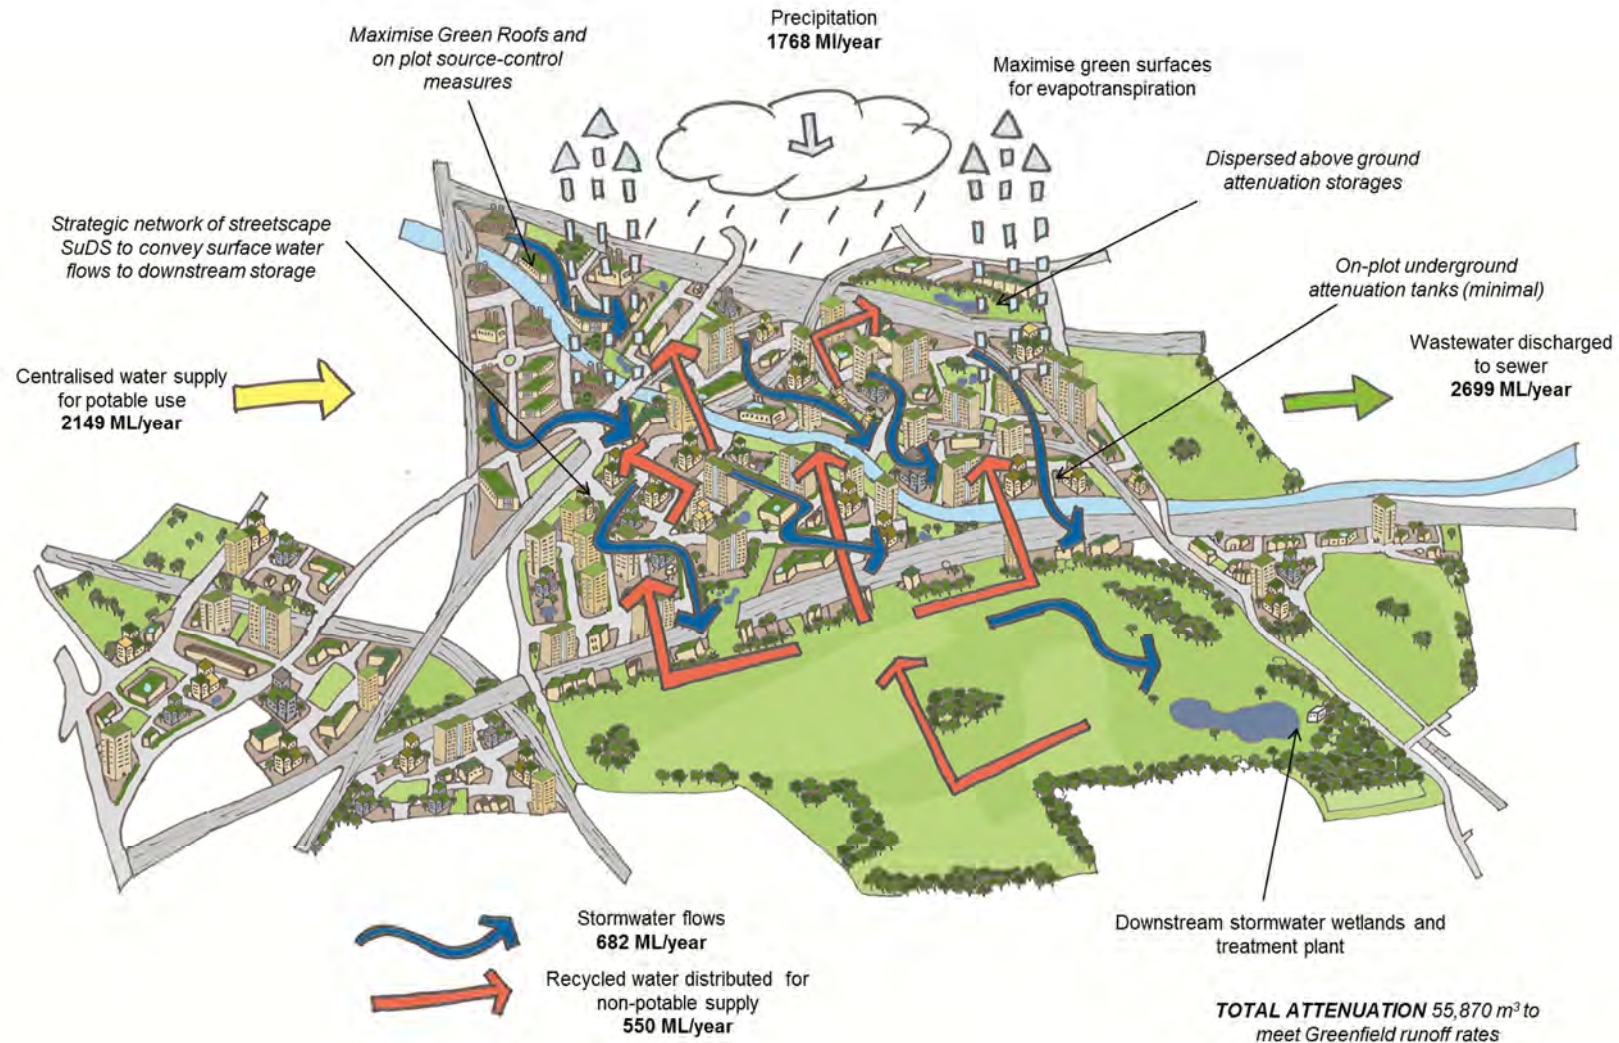 Precipitation
1768 Ml/year
Maximise Green Roofs and
on plot source-control
measures
Maximise green surfaces
for evapotranspiration
Dispersed above ground
attenuation storages
Strategic network of streetscape
SuDS to convey surface water
flows to downstream storage
On-plot underground
attenuation tanks (minimal)
Centralised water supply
for potable use
2149 ML/year
Wastewater discharged
to sewer
2699 ML/year
Stormwater flows
682 ML/year
Recycled water distributed for
non-potable supply
550 ML/year
Downstream stormwater wetlands and
treatment plant
TOTAL ATTENUATION 55,870 m³ to
meet Greenfield runoff rates